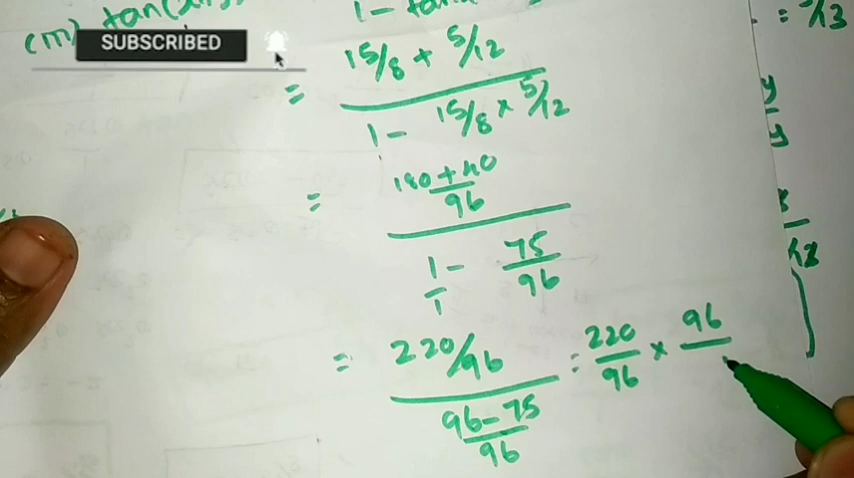 (m) tan(
1 - tan
SUBSCRIBED
= 15/8 + 5/12
1 - 15/8 × 5/12
= 180+40
96
1/1 - 75/96
= 220/96 = 220/96 × 96
96-75
96